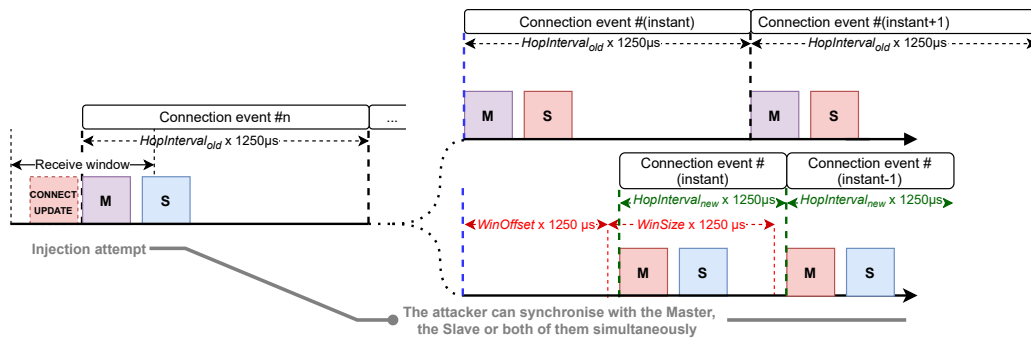 Connection event #(instant)
Connection event #(instant+1)
HopInterval_old x 1250µs
HopInterval_old x 1250µs
M
S
M
S
Connection event #n
...
HopInterval_old x 1250µs
Receive window
CONNECT
UPDATE
M
S
Connection event #
(instant)
Connection event #
(instant-1)
HopInterval_new x 1250µs
HopInterval_new x 1250µs
WinOffset x 1250 µs
WinSize x 1250 µs
M
S
M
S
Injection attempt
The attacker can synchronise with the Master,
the Slave or both of them simultaneously